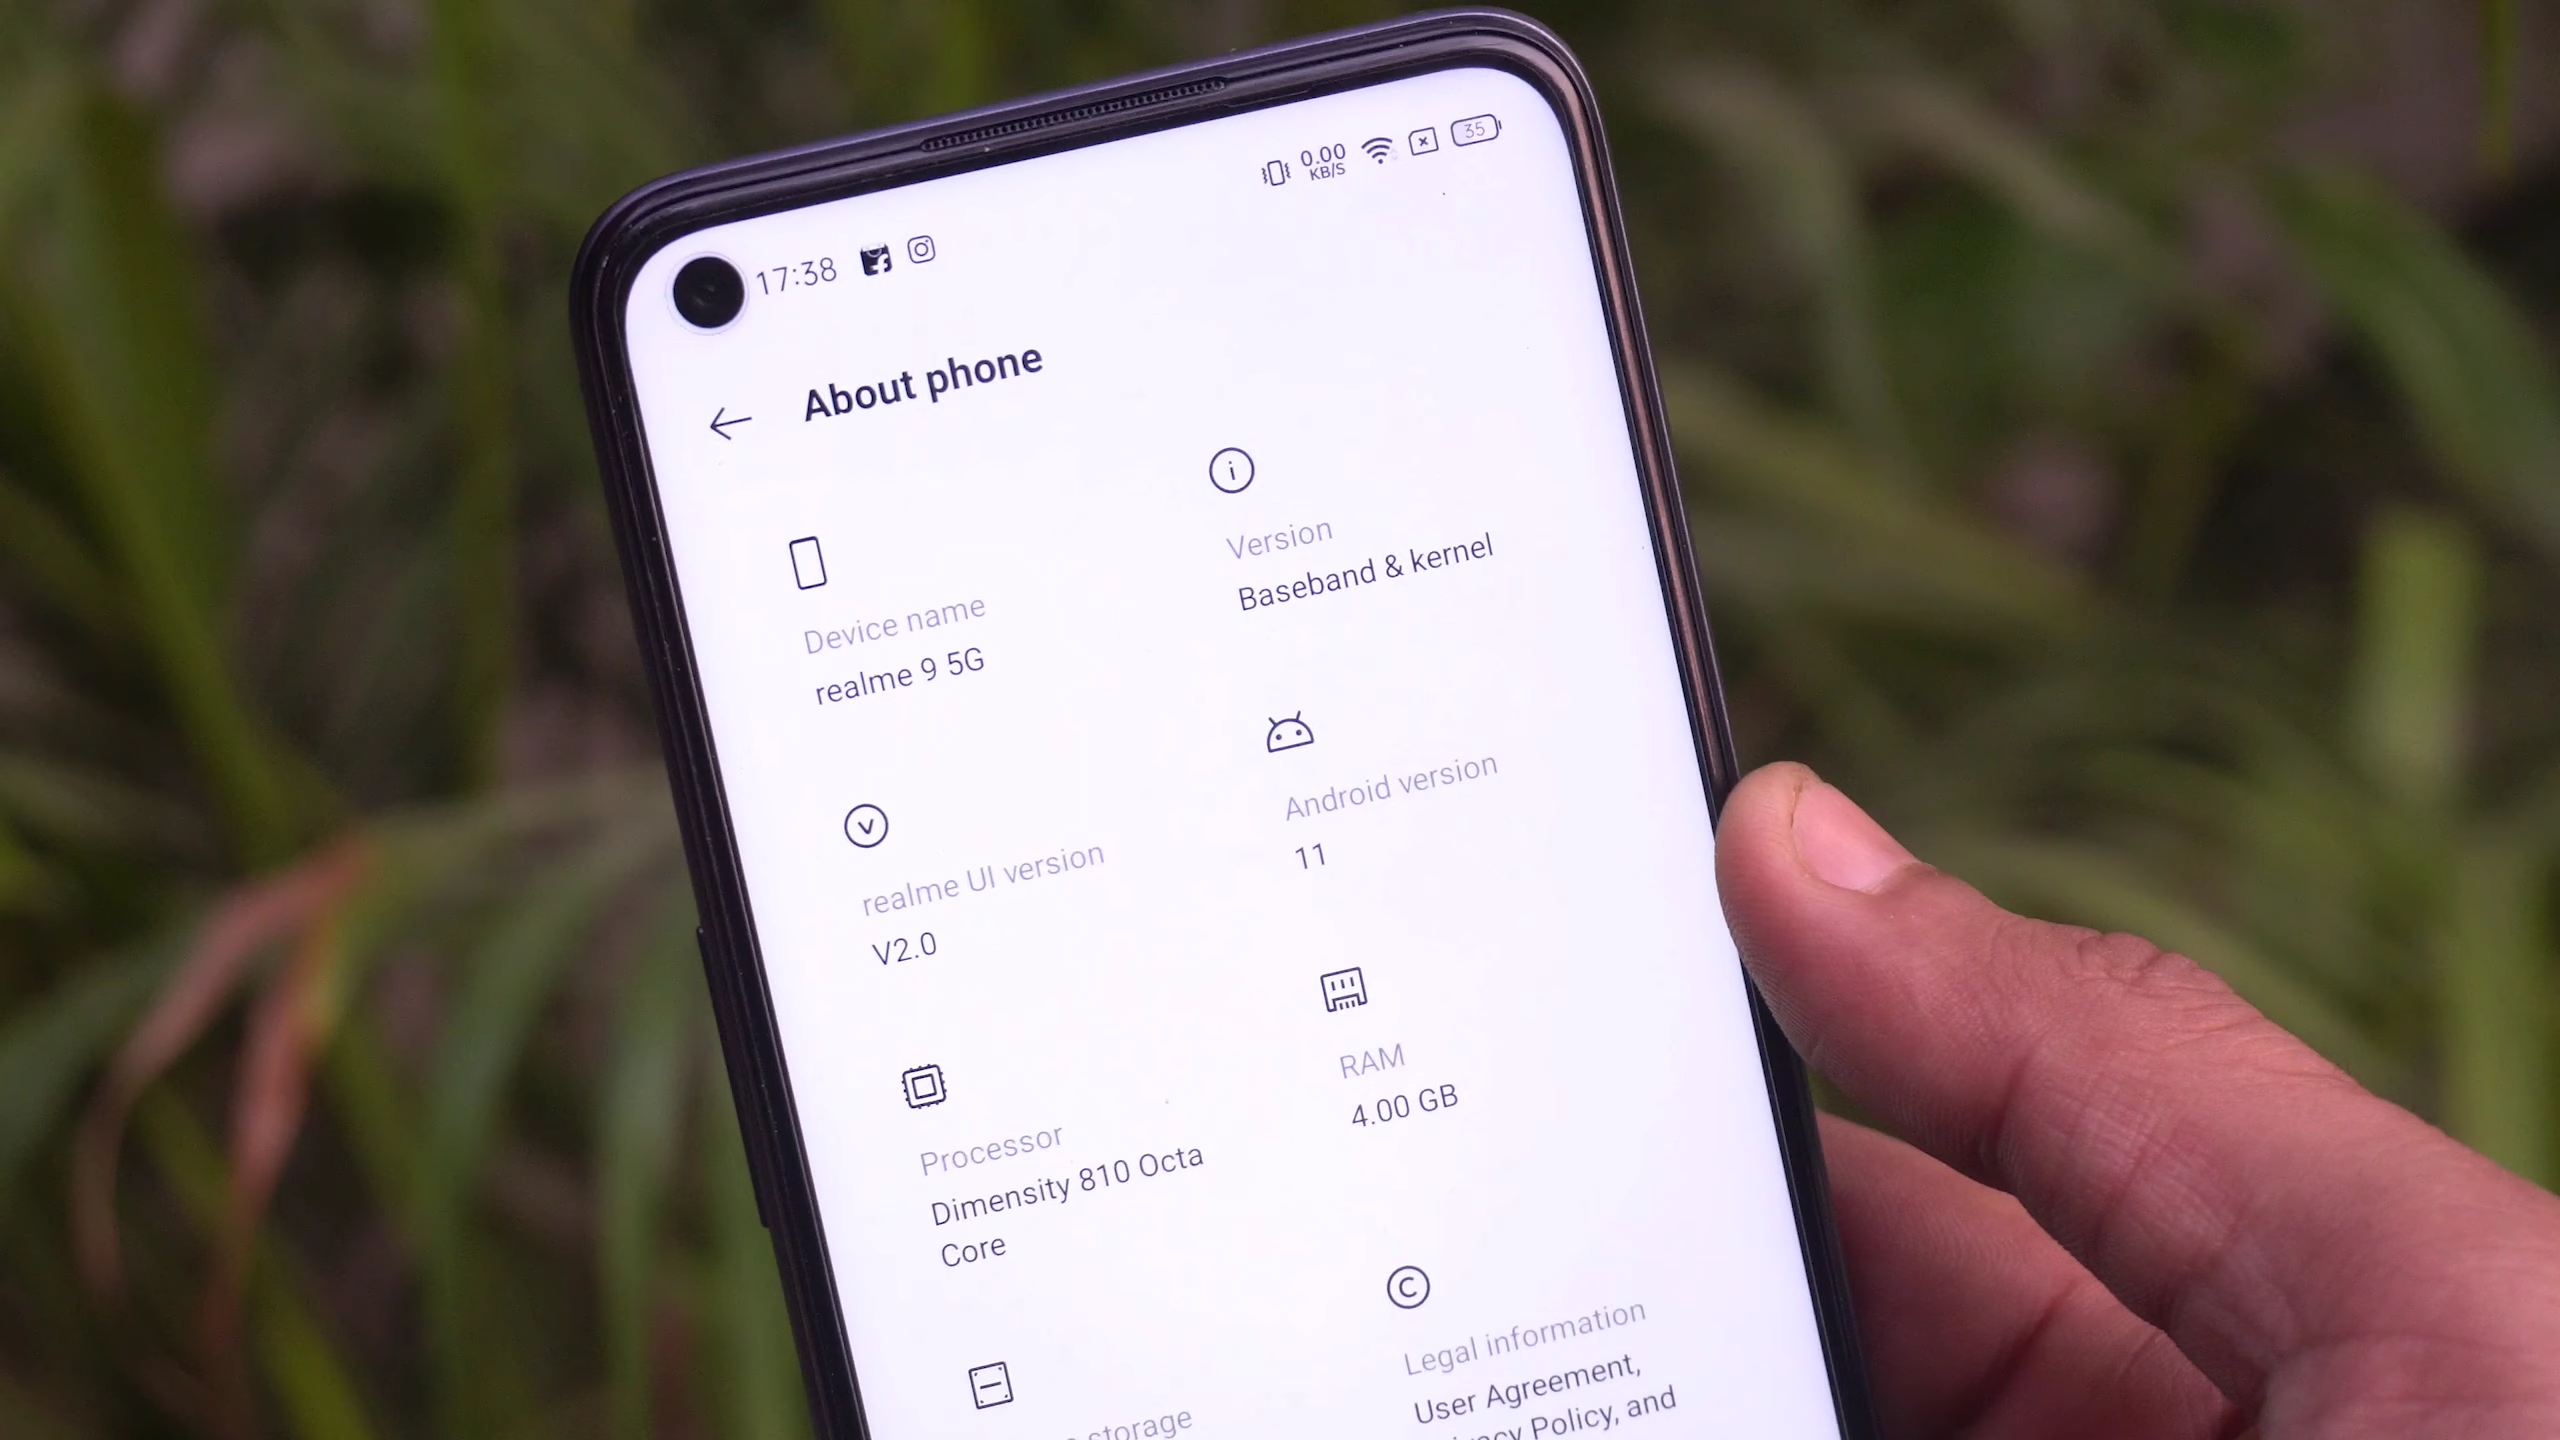 17:38
0.00
KB/S
35
About phone
Device name
realme 9 5G
Version
Baseband & kernel
realme UI version
V2.0
Android version
11
Processor
Dimensity 810 Octa
Core
RAM
4.00 GB
storage
Legal information
User Agreement,
Policy, and